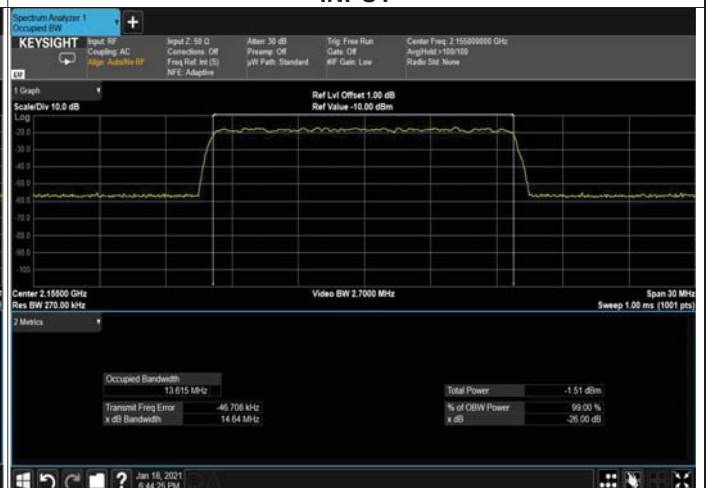 INPUT
Spectrum Analyzer 1
Occupied BW
+
KEYSIGHT
Input: RF
Coupling: AC
Align: Auto/No RF
Input Z: 50 Ω
Corrections: Off
Freq Ref: Int (S)
NFE: Adaptive
Atten: 30 dB
Preamp: Off
µW Path: Standard
Trig: Free Run
Gate: Off
#IF Gain: Low
Center Freq: 2.155000000 GHz
Avg|Hold:>100/100
Radio Std: None
1 Graph
Scale/Div 10.0 dB
Ref Lvl Offset 1.00 dB
Ref Value -10.00 dBm
Log
-20.0
-30.0
-40.0
-50.0
-60.0
-70.0
-80.0
-90.0
-100
Center 2.15500 GHz
Video BW 2.7000 MHz
Span 30 MHz
Res BW 270.00 kHz
Sweep 1.00 ms (1001 pts)
2 Metrics
Occupied Bandwidth
13.615 MHz
Total Power -1.51 dBm
Transmit Freq Error -46.708 kHz
% of OBW Power 99.00 %
x dB Bandwidth 14.64 MHz
x dB -26.00 dB
?
Jan 18, 2021
6:44:25 PM